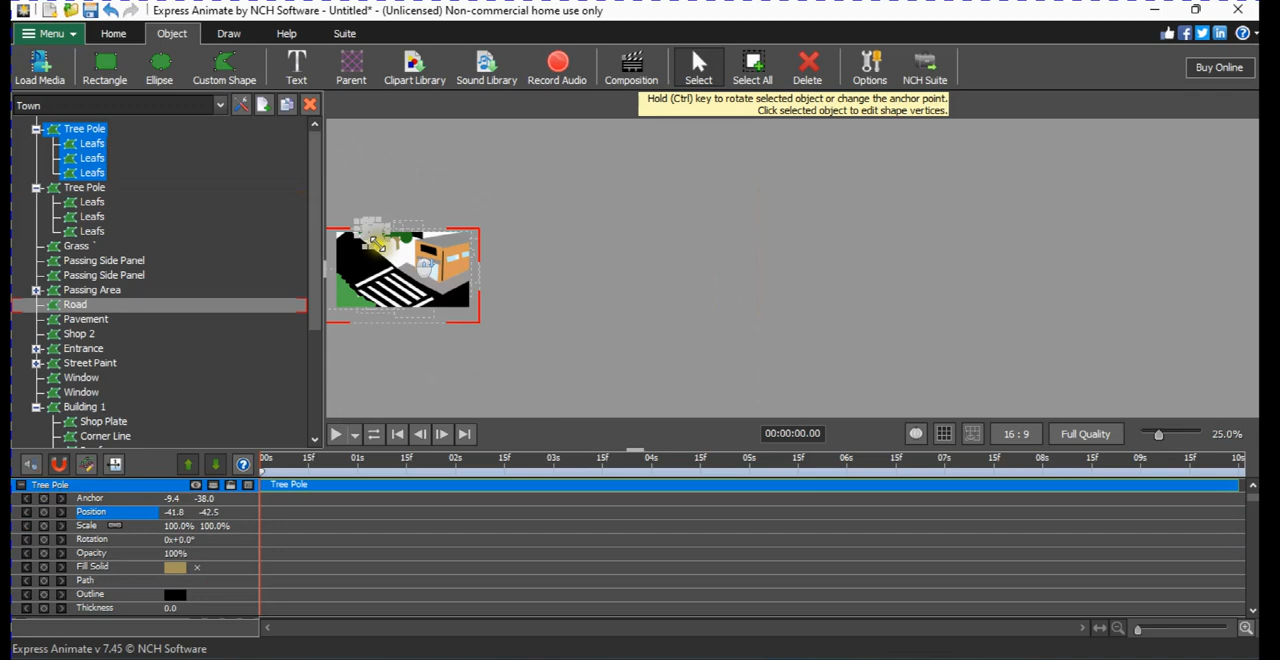 Express Animate by NCH Software - Untitled* - (Unlicensed) Non-commercial home use only
Menu Home Object Draw Help Suite
Load Media Rectangle Ellipse Custom Shape Text Parent Clipart Library Sound Library Record Audio Composition Select Select All Delete Options NCH Suite Buy Online
Town
Hold (Ctrl) key to rotate selected object or change the anchor point.
Click selected object to edit shape vertices.
Tree Pole
Leafs
Leafs
Leafs
Tree Pole
Leafs
Leafs
Leafs
Grass `
Passing Side Panel
Passing Side Panel
Passing Area
Road
Pavement
Shop 2
Entrance
Street Paint
Window
Window
Building 1
Shop Plate
Corner Line
00:00:00.00 16 : 9 Full Quality 25.0%
00s 15f 01s 15f 02s 15f 03s 15f 04s 15f 05s 15f 06s 15f 07s 15f 08s 15f 09s 15f 10s
Tree Pole Tree Pole
Anchor -9.4 -38.0
Position -41.8 -42.5
Scale 100.0% 100.0%
Rotation 0x+0.0°
Opacity 100%
Fill Solid
Path
Outline
Thickness 0.0
Express Animate v 7.45 © NCH Software